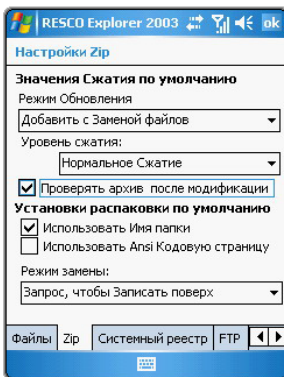 RESCO Explorer 2003 ok
Настройки Zip
Значения Сжатия по умолчанию
Режим Обновления
Добавить с Заменой файлов
Уровень сжатия:
Нормальное Сжатие
Проверять архив после модификации
Установки распаковки по умолчанию
Использовать Имя папки
Использовать Ansi Кодовую страницу
Режим замены:
Запрос, чтобы Записать поверх
Файлы Zip Системный реестр FTP